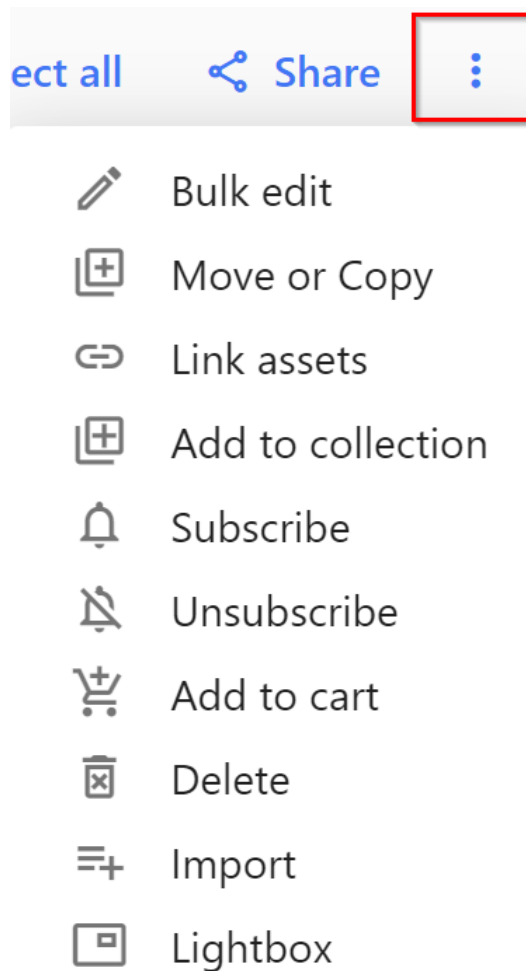 ect all Share
Bulk edit
Move or Copy
Link assets
Add to collection
Subscribe
Unsubscribe
Add to cart
Delete
Import
Lightbox